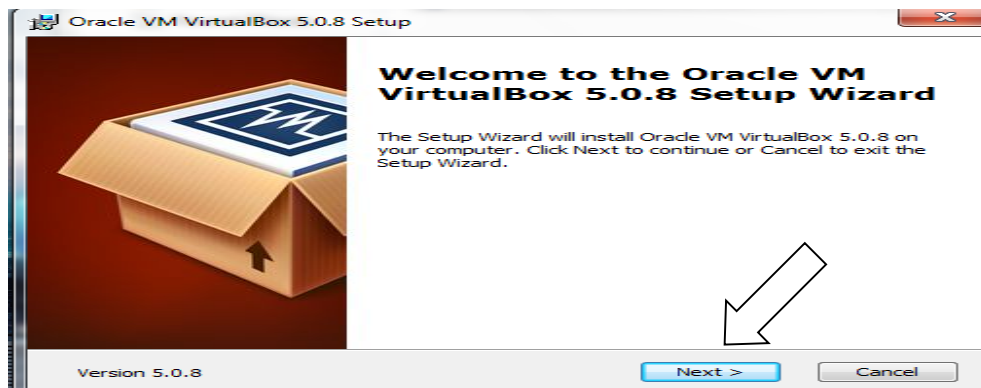 Oracle VM VirtualBox 5.0.8 Setup
Welcome to the Oracle VM
VirtualBox 5.0.8 Setup Wizard
The Setup Wizard will install Oracle VM VirtualBox 5.0.8 on
your computer. Click Next to continue or Cancel to exit the
Setup Wizard.
Version 5.0.8
Next >
Cancel